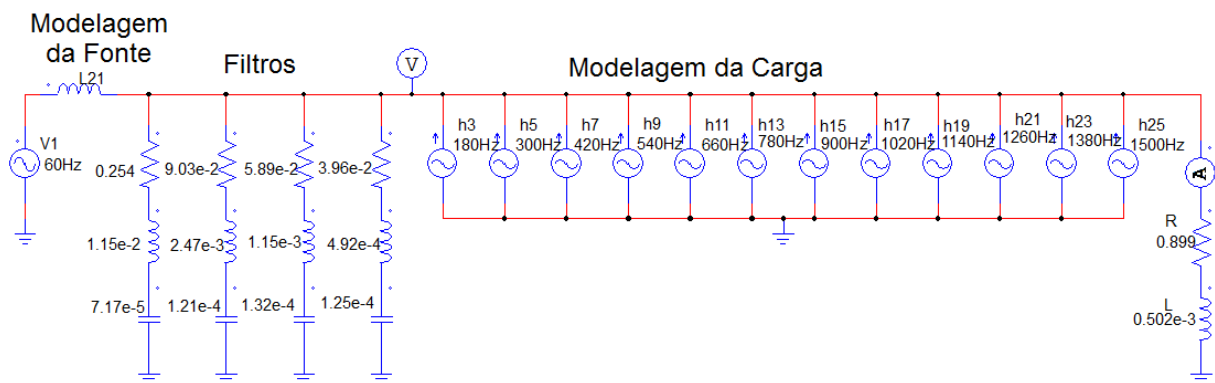 Modelagem
da Fonte
Filtros
Modelagem da Carga
L21
V
V1
60Hz
0.254
9.03e-2
5.89e-2
3.96e-2
1.15e-2
2.47e-3
1.15e-3
4.92e-4
7.17e-5
1.21e-4
1.32e-4
1.25e-4
h3
180Hz
h5
300Hz
h7
420Hz
h9
540Hz
h11
660Hz
h13
780Hz
h15
900Hz
h17
1020Hz
h19
1140Hz
h21
1260Hz
h23
1380Hz
h25
1500Hz
A
R
0.899
L
0.502e-3